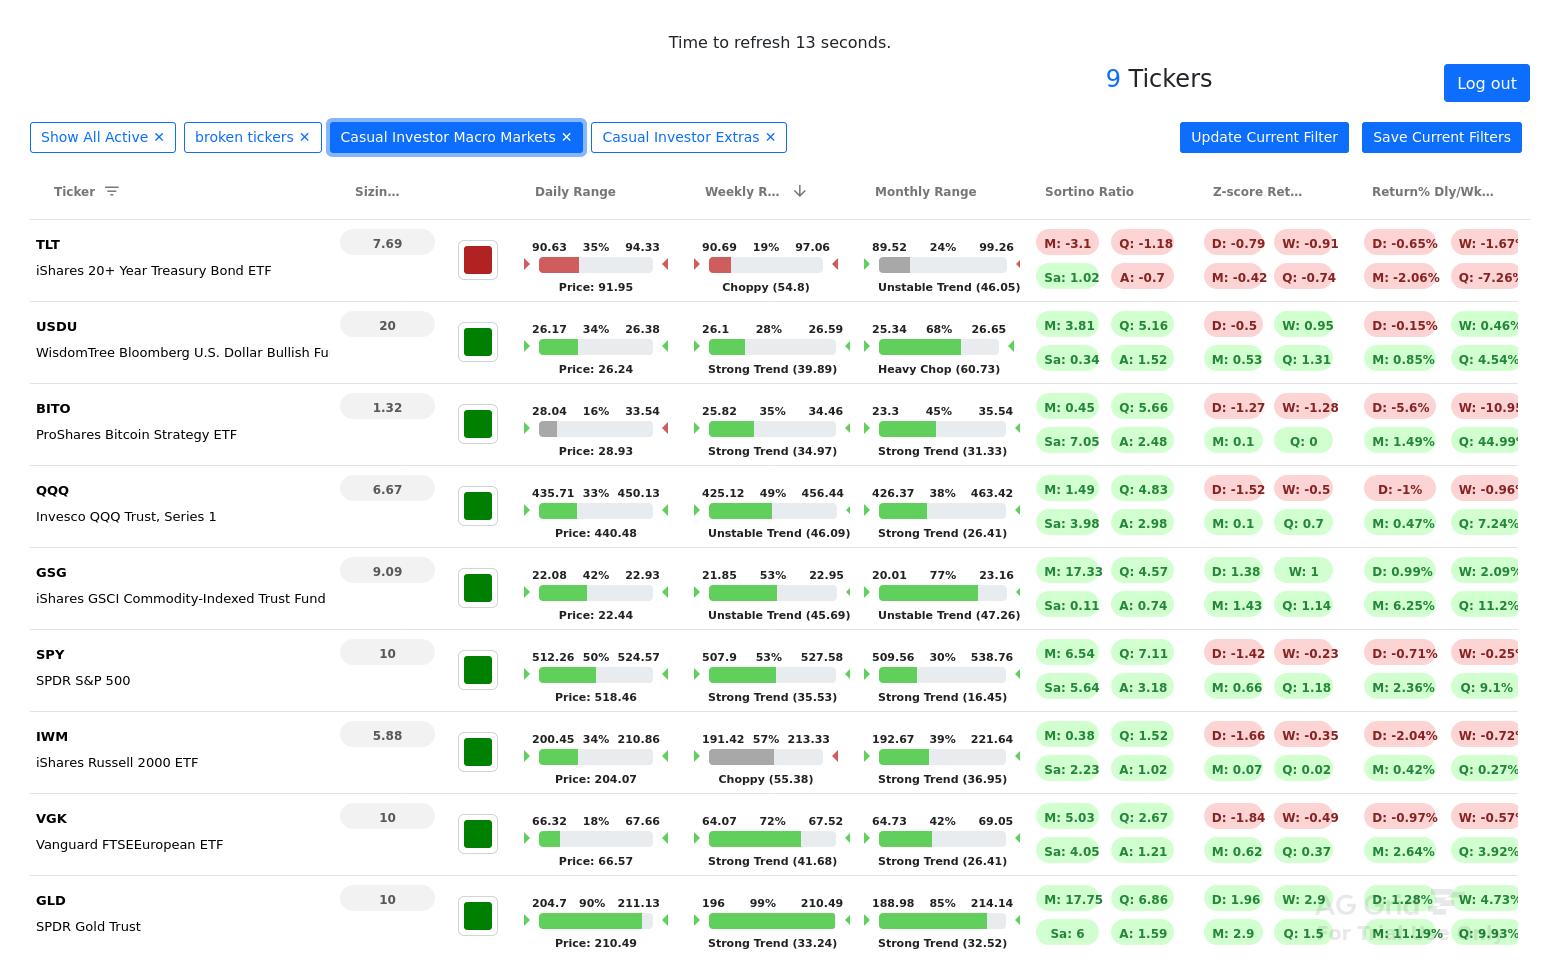 Time to refresh 13 seconds.
9 Tickers
Log out
Show All Active ✕ broken tickers ✕ Casual Investor Macro Markets ✕ Casual Investor Extras ✕ Update Current Filter Save Current Filters
Ticker Sizin... Daily Range Weekly R... Monthly Range Sortino Ratio Z-score Ret... Return% Dly/Wk...
TLT 7.69 90.63 35% 94.33 90.69 19% 97.06 89.52 24% 99.26 M: -3.1 Q: -1.18 D: -0.79 W: -0.91 D: -0.65% W: -1.67%
iShares 20+ Year Treasury Bond ETF Price: 91.95 Choppy (54.8) Unstable Trend (46.05) Sa: 1.02 A: -0.7 M: -0.42 Q: -0.74 M: -2.06% Q: -7.26%
USDU 20 26.17 34% 26.38 26.1 28% 26.59 25.34 68% 26.65 M: 3.81 Q: 5.16 D: -0.5 W: 0.95 D: -0.15% W: 0.46%
WisdomTree Bloomberg U.S. Dollar Bullish Fu Price: 26.24 Strong Trend (39.89) Heavy Chop (60.73) Sa: 0.34 A: 1.52 M: 0.53 Q: 1.31 M: 0.85% Q: 4.54%
BITO 1.32 28.04 16% 33.54 25.82 35% 34.46 23.3 45% 35.54 M: 0.45 Q: 5.66 D: -1.27 W: -1.28 D: -5.6% W: -10.95
ProShares Bitcoin Strategy ETF Price: 28.93 Strong Trend (34.97) Strong Trend (31.33) Sa: 7.05 A: 2.48 M: 0.1 Q: 0 M: 1.49% Q: 44.99%
QQQ 6.67 435.71 33% 450.13 425.12 49% 456.44 426.37 38% 463.42 M: 1.49 Q: 4.83 D: -1.52 W: -0.5 D: -1% W: -0.96%
Invesco QQQ Trust, Series 1 Price: 440.48 Unstable Trend (46.09) Strong Trend (26.41) Sa: 3.98 A: 2.98 M: 0.1 Q: 0.7 M: 0.47% Q: 7.24%
GSG 9.09 22.08 42% 22.93 21.85 53% 22.95 20.01 77% 23.16 M: 17.33 Q: 4.57 D: 1.38 W: 1 D: 0.99% W: 2.09%
iShares GSCI Commodity-Indexed Trust Fund Price: 22.44 Unstable Trend (45.69) Unstable Trend (47.26) Sa: 0.11 A: 0.74 M: 1.43 Q: 1.14 M: 6.25% Q: 11.2%
SPY 10 512.26 50% 524.57 507.9 53% 527.58 509.56 30% 538.76 M: 6.54 Q: 7.11 D: -1.42 W: -0.23 D: -0.71% W: -0.25%
SPDR S&P 500 Price: 518.46 Strong Trend (35.53) Strong Trend (16.45) Sa: 5.64 A: 3.18 M: 0.66 Q: 1.18 M: 2.36% Q: 9.1%
IWM 5.88 200.45 34% 210.86 191.42 57% 213.33 192.67 39% 221.64 M: 0.38 Q: 1.52 D: -1.66 W: -0.35 D: -2.04% W: -0.72%
iShares Russell 2000 ETF Price: 204.07 Choppy (55.38) Strong Trend (36.95) Sa: 2.23 A: 1.02 M: 0.07 Q: 0.02 M: 0.42% Q: 0.27%
VGK 10 66.32 18% 67.66 64.07 72% 67.52 64.73 42% 69.05 M: 5.03 Q: 2.67 D: -1.84 W: -0.49 D: -0.97% W: -0.57%
Vanguard FTSEEuropean ETF Price: 66.57 Strong Trend (41.68) Strong Trend (26.41) Sa: 4.05 A: 1.21 M: 0.62 Q: 0.37 M: 2.64% Q: 3.92%
GLD 10 204.7 90% 211.13 196 99% 210.49 188.98 85% 214.14 M: 17.75 Q: 6.86 D: 1.96 W: 2.9 D: 1.28% W: 4.73%
SPDR Gold Trust Price: 210.49 Strong Trend (33.24) Strong Trend (32.52) Sa: 6 A: 1.59 M: 2.9 Q: 1.5 M: 11.19% Q: 9.93%
AG Grid
For Trial Use Only